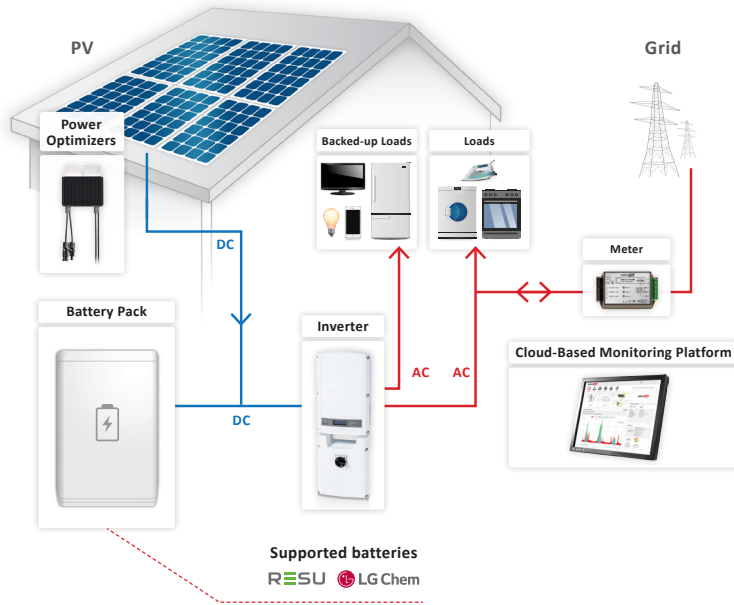 PV
Grid
Power
Optimizers
Backed-up Loads
Loads
DC
Meter
Battery Pack
Inverter
Cloud-Based Monitoring Platform
AC
AC
DC
Supported batteries
RESU
LG Chem